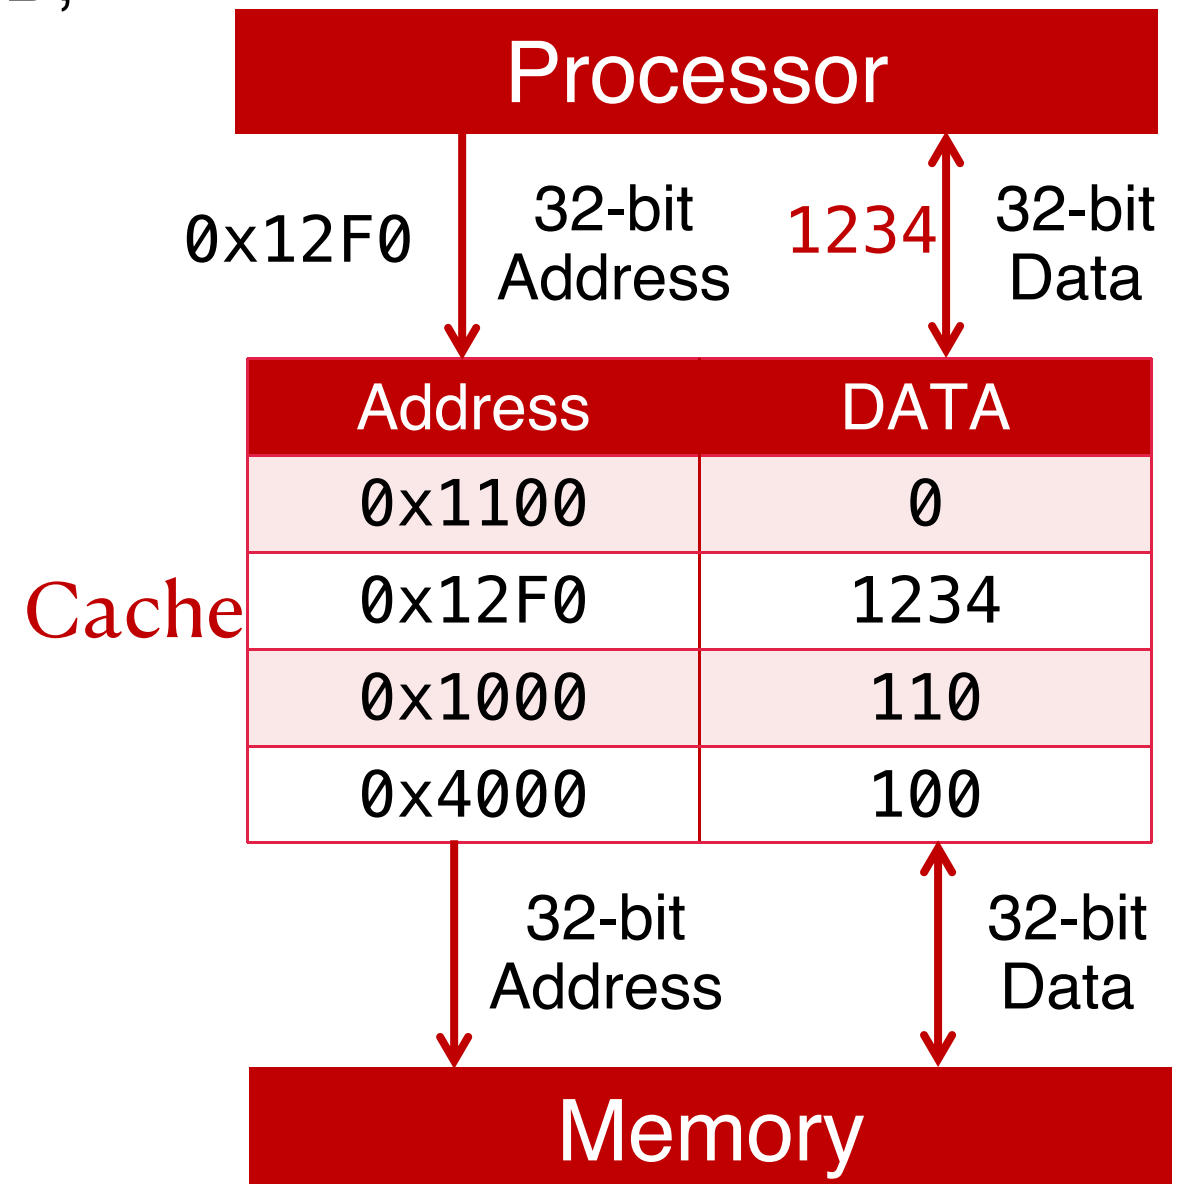 Processor
0x12F0
32-bit
Address
1234
32-bit
Data
Address DATA
0x1100 0
Cache
0x12F0 1234
0x1000 110
0x4000 100
32-bit
Address
32-bit
Data
Memory